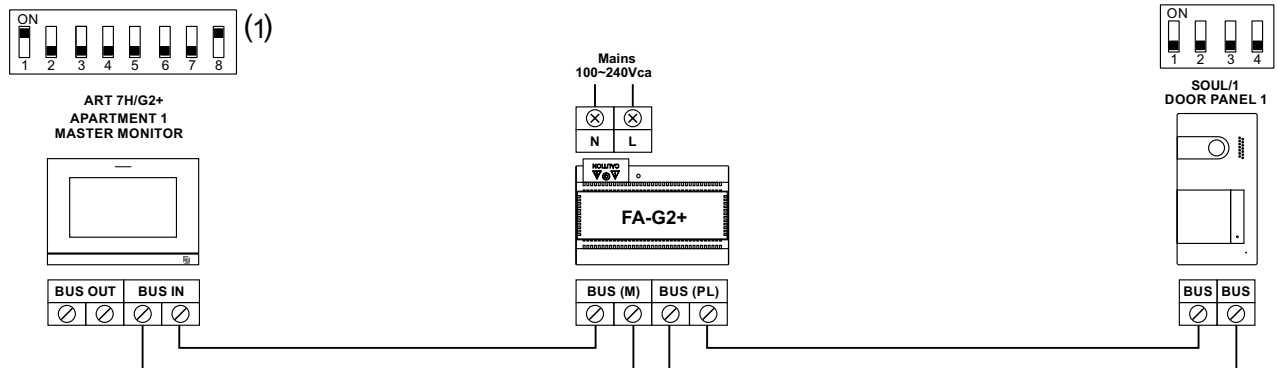 ON
1 2 3 4 5 6 7 8
(1)
ART 7H/G2+
APARTMENT 1
MASTER MONITOR
BUS OUT BUS IN
Mains
100~240Vca
N L
CAUTION
FA-G2+
BUS (M) BUS (PL)
ON
1 2 3 4
SOUL/1
DOOR PANEL 1
BUS BUS